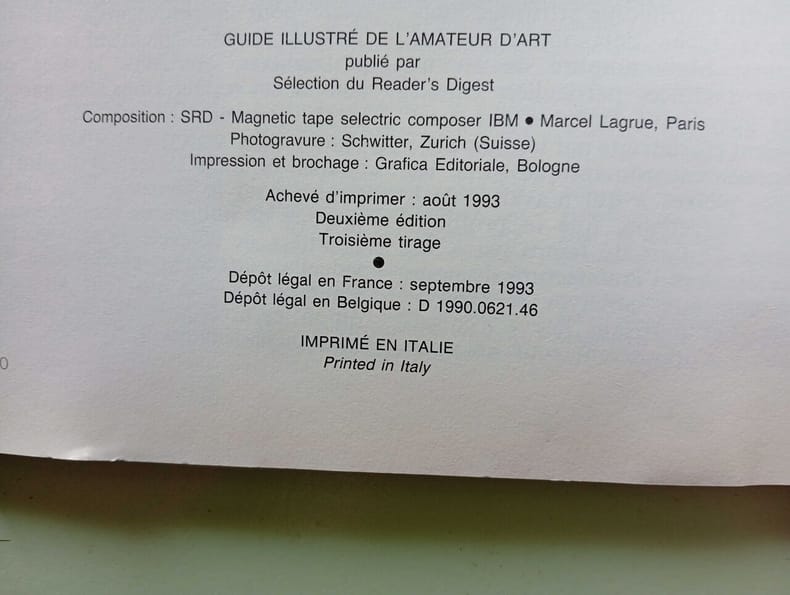 GUIDE ILLUSTRÉ DE L'AMATEUR D'ART
publié par
Sélection du Reader's Digest
Composition : SRD - Magnetic tape selectric composer IBM ● Marcel Lagrue, Paris
Photogravure : Schwitter, Zurich (Suisse)
Impression et brochage : Grafica Editoriale, Bologne
Achevé d'imprimer : août 1993
Deuxième édition
Troisième tirage
●
Dépôt légal en France : septembre 1993
Dépôt légal en Belgique : D 1990.0621.46
IMPRIMÉ EN ITALIE
Printed in Italy
0